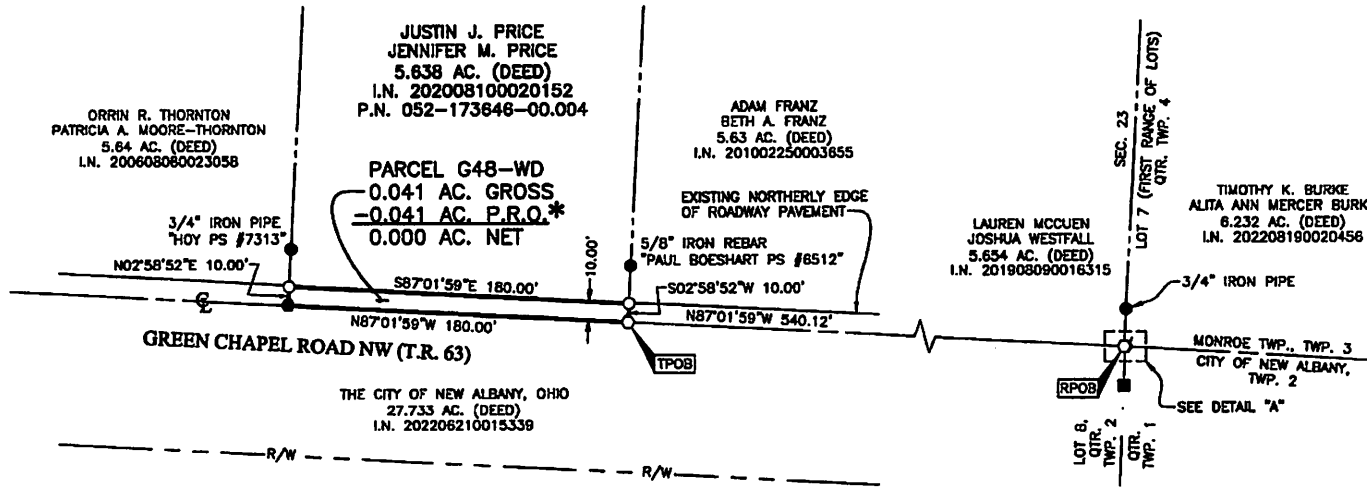 JUSTIN J. PRICE
JENNIFER M. PRICE
5.638 AC. (DEED)
I.N. 202008100020152
P.N. 052-173646-00.004
ORRIN R. THORNTON
PATRICIA A. MOORE-THORNTON
5.64 AC. (DEED)
I.N. 200608080023058
ADAM FRANZ
BETH A. FRANZ
5.63 AC. (DEED)
I.N. 201002250003655
SEC. 23
LOT 7 (FIRST RANGE OF LOTS)
QTR. TWP. 4
TIMOTHY K. BURKE
ALITA ANN MERCER BURK
6.232 AC. (DEED)
I.N. 202208190020456
PARCEL G48-WD
0.041 AC. GROSS
-0.041 AC. P.R.O.*
0.000 AC. NET
EXISTING NORTHERLY EDGE
OF ROADWAY PAVEMENT
LAUREN MCCUEN
JOSHUA WESTFALL
5.654 AC. (DEED)
I.N. 201908090016315
3/4" IRON PIPE
"HOY PS #7313"
N02°58'52"E 10.00'
10.00'
5/8" IRON REBAR
"PAUL BOESHART PS #6512"
S02°58'52"W 10.00'
3/4" IRON PIPE
S87°01'59"E 180.00'
N87°01'59"W 180.00'
N87°01'59"W 540.12'
℄
GREEN CHAPEL ROAD NW (T.R. 63)
TPOB
MONROE TWP., TWP. 3
CITY OF NEW ALBANY,
TWP. 2
RPOB
SEE DETAIL "A"
THE CITY OF NEW ALBANY, OHIO
27.733 AC. (DEED)
I.N. 202206210015339
LOT 8,
QTR.
TWP. 2
QTR.
TWP. 1
R/W
R/W